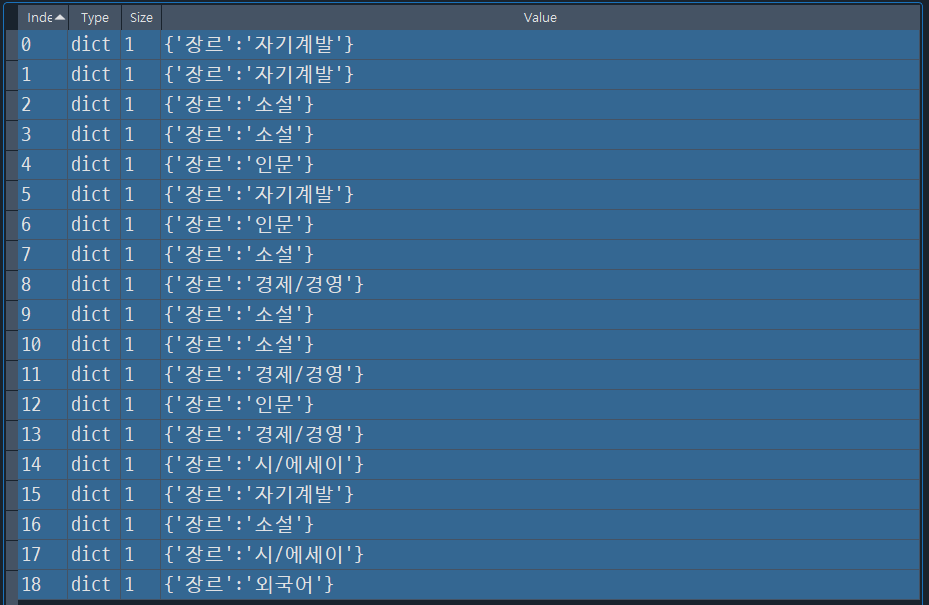 Inde Type Size Value
0 dict 1 {'장르':'자기계발'}
1 dict 1 {'장르':'자기계발'}
2 dict 1 {'장르':'소설'}
3 dict 1 {'장르':'소설'}
4 dict 1 {'장르':'인문'}
5 dict 1 {'장르':'자기계발'}
6 dict 1 {'장르':'인문'}
7 dict 1 {'장르':'소설'}
8 dict 1 {'장르':'경제/경영'}
9 dict 1 {'장르':'소설'}
10 dict 1 {'장르':'소설'}
11 dict 1 {'장르':'경제/경영'}
12 dict 1 {'장르':'인문'}
13 dict 1 {'장르':'경제/경영'}
14 dict 1 {'장르':'시/에세이'}
15 dict 1 {'장르':'자기계발'}
16 dict 1 {'장르':'소설'}
17 dict 1 {'장르':'시/에세이'}
18 dict 1 {'장르':'외국어'}